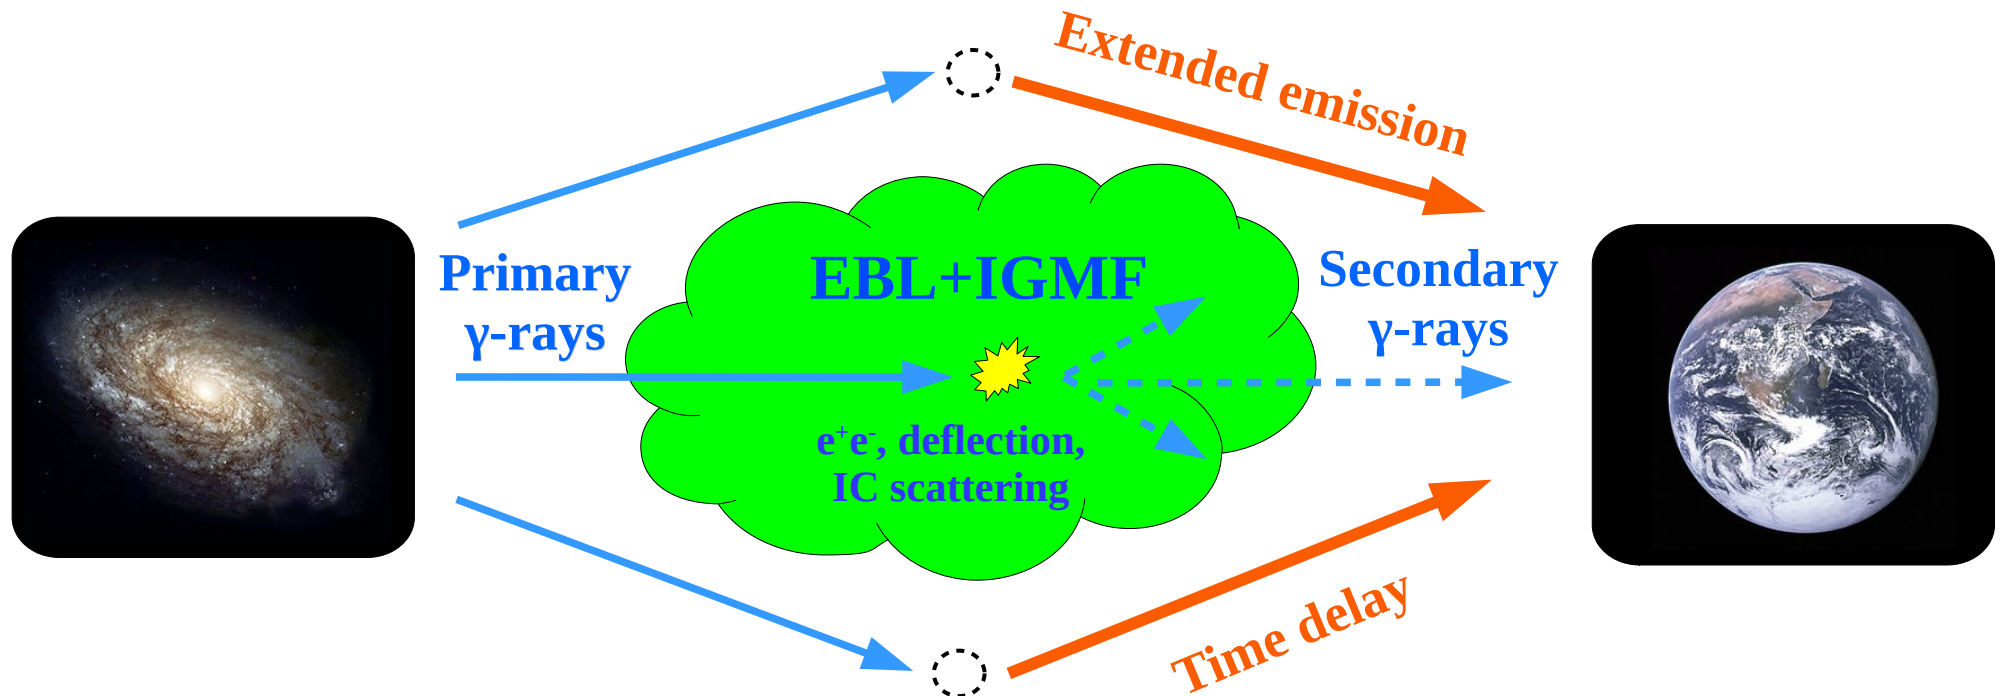 Extended emission
Primary
γ-rays
EBL+IGMF
Secondary
γ-rays
e⁺e⁻, deflection,
IC scattering
Time delay